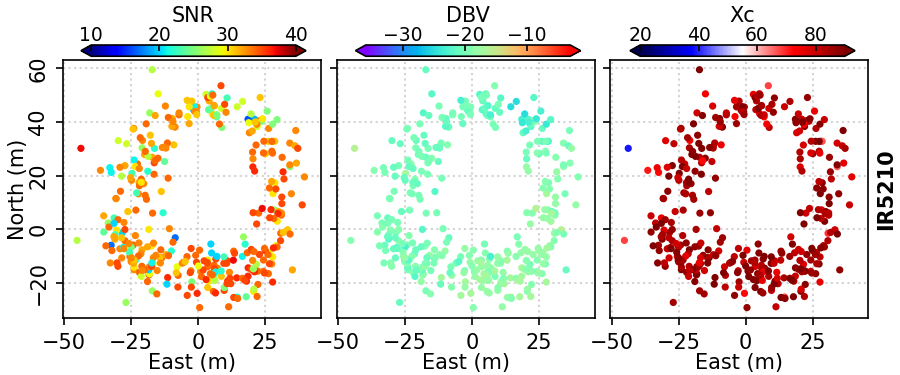 SNR
DBV
Xc
10 20 30 40
−30 −20 −10
20 40 60 80
60
40
20
0
−20
North (m)
−50 −25 0 25
−50 −25 0 25
−50 −25 0 25
East (m)
East (m)
East (m)
IR5210